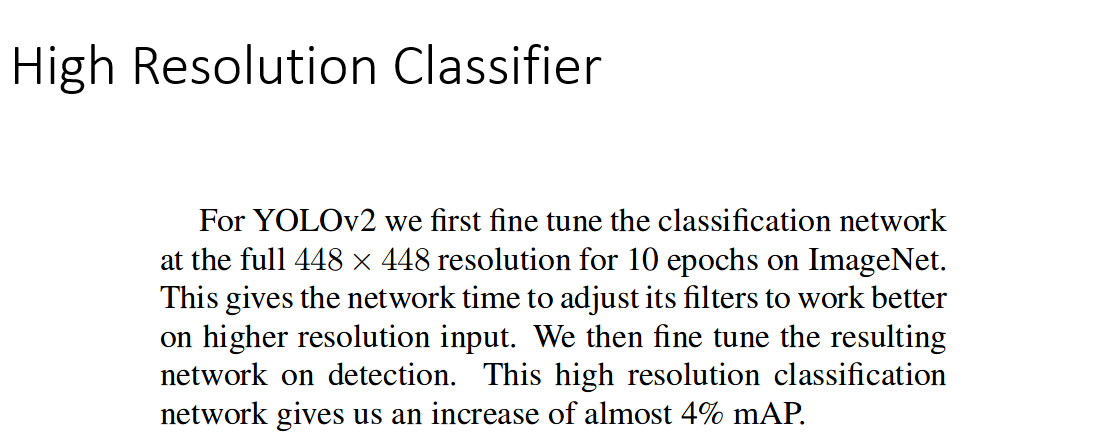 High Resolution Classifier
For YOLOv2 we first fine tune the classification network
at the full 448 × 448 resolution for 10 epochs on ImageNet.
This gives the network time to adjust its filters to work better
on higher resolution input. We then fine tune the resulting
network on detection. This high resolution classification
network gives us an increase of almost 4% mAP.